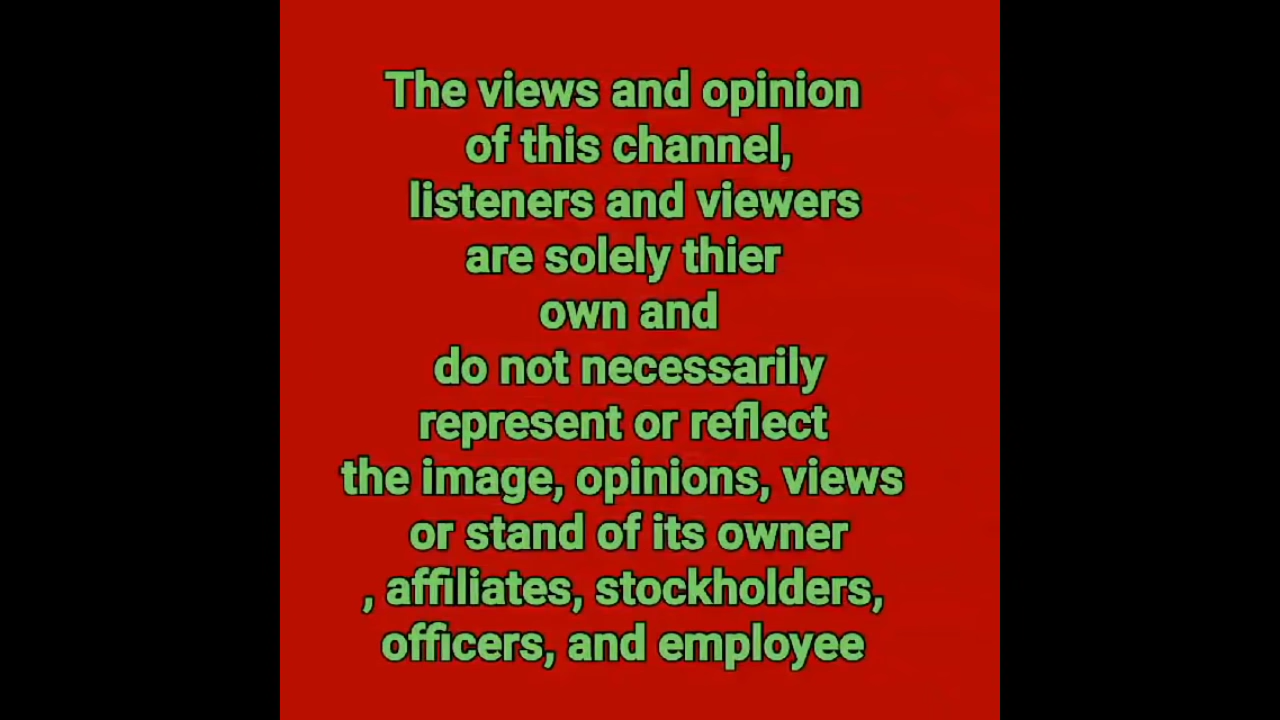 The views and opinion
of this channel,
listeners and viewers
are solely thier
own and
do not necessarily
represent or reflect
the image, opinions, views
or stand of its owner
, affiliates, stockholders,
officers, and employee